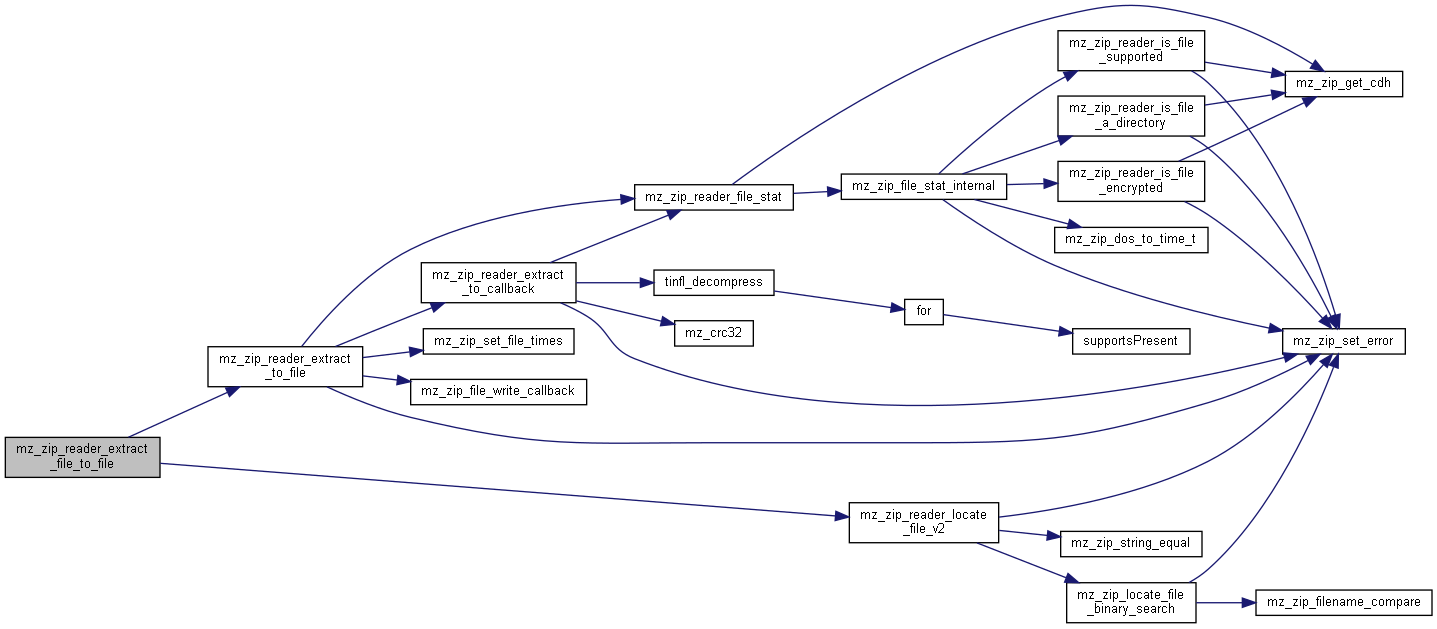 mz_zip_reader_extract
_file_to_file
mz_zip_reader_extract
_to_file
mz_zip_reader_extract
_to_callback
mz_zip_set_file_times
mz_zip_file_write_callback
mz_zip_reader_file_stat
tinfl_decompress
mz_crc32
mz_zip_file_stat_internal
for
mz_zip_reader_locate
_file_v2
mz_zip_reader_is_file
_supported
mz_zip_reader_is_file
_a_directory
mz_zip_reader_is_file
_encrypted
mz_zip_dos_to_time_t
supportsPresent
mz_zip_string_equal
mz_zip_locate_file
_binary_search
mz_zip_get_cdh
mz_zip_set_error
mz_zip_filename_compare